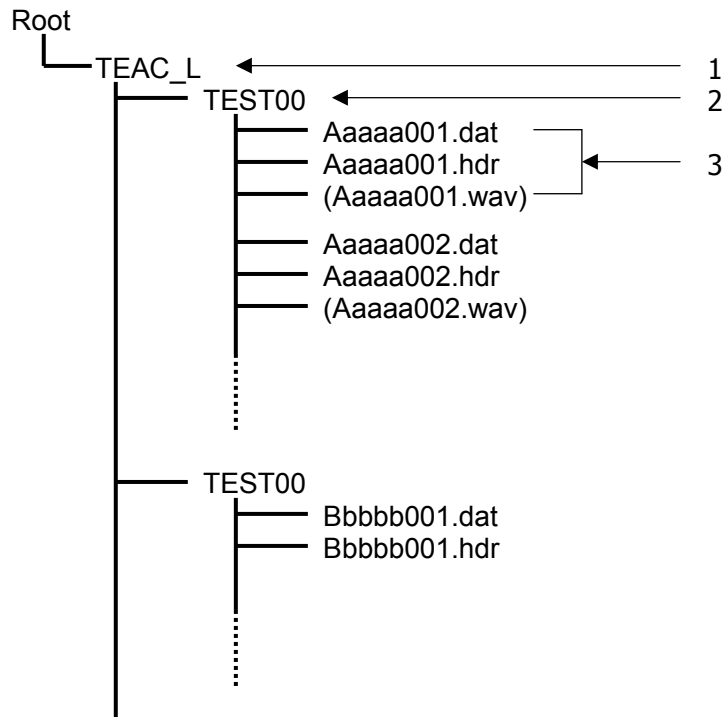 Root
TEAC_L 1
TEST00 2
Aaaaa001.dat
Aaaaa001.hdr 3
(Aaaaa001.wav)
Aaaaa002.dat
Aaaaa002.hdr
(Aaaaa002.wav)
TEST00
Bbbbb001.dat
Bbbbb001.hdr